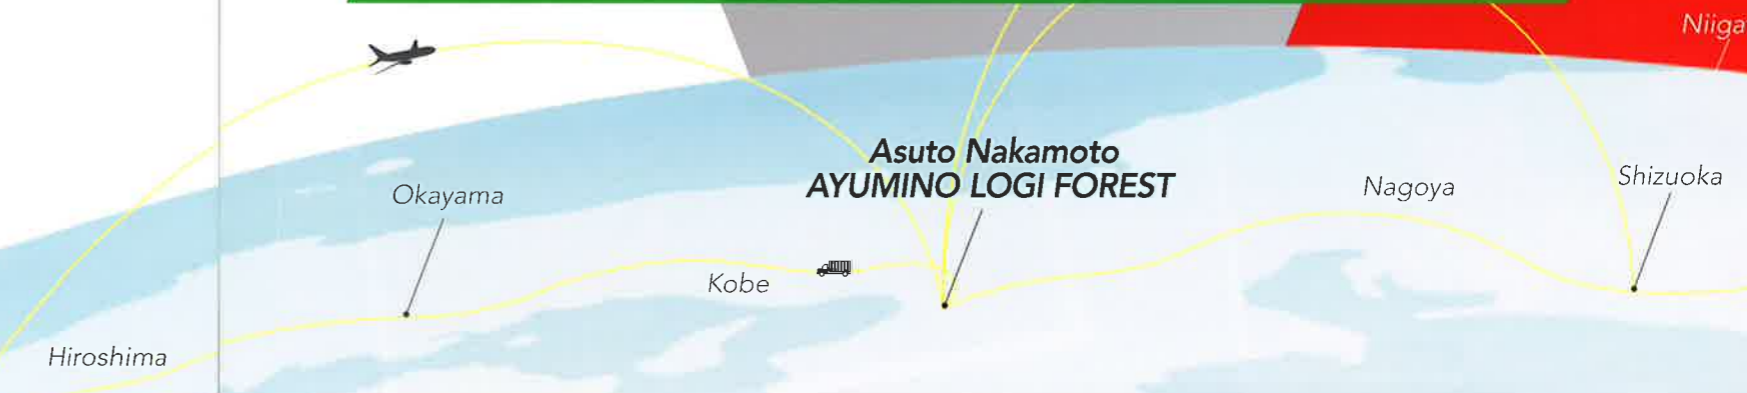 Niiga
Asuto Nakamoto
AYUMINO LOGI FOREST
Okayama
Nagoya
Shizuoka
Kobe
Hiroshima